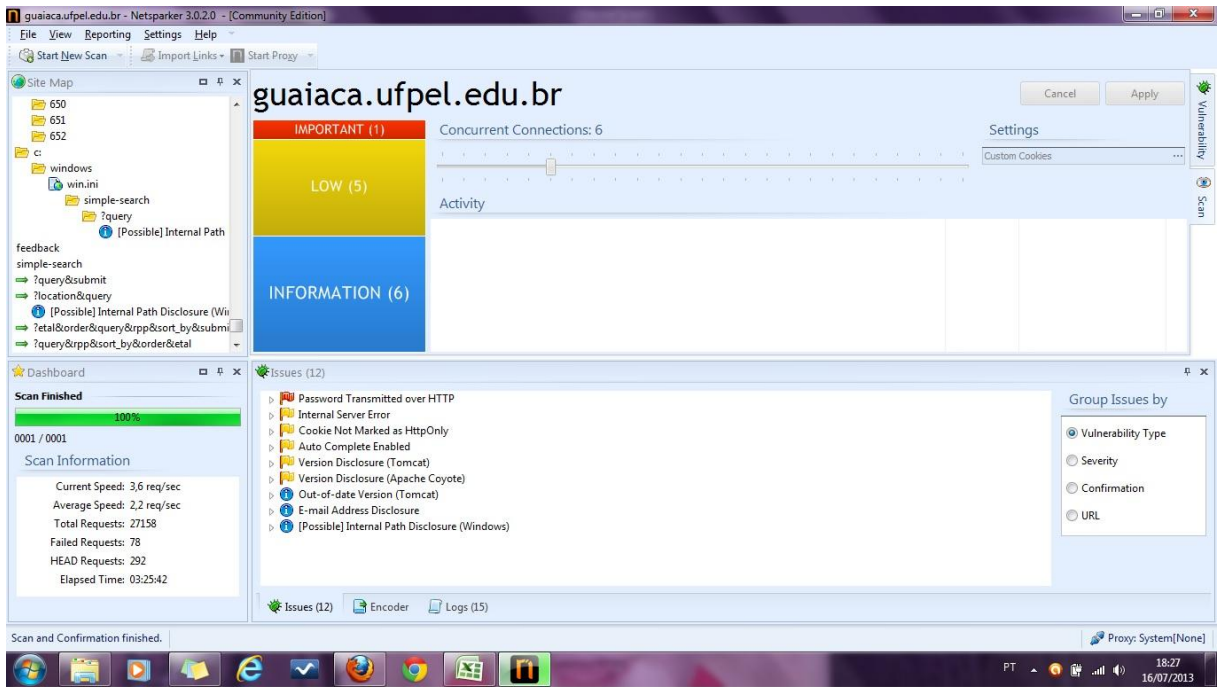 guaiaca.ufpel.edu.br - Netsparker 3.0.2.0 - [Community Edition]
File View Reporting Settings Help
Start New Scan Import Links Start Proxy
Site Map
650
651
652
c:
windows
win.ini
simple-search
?query
[Possible] Internal Path
feedback
simple-search
?query&submit
?location&query
[Possible] Internal Path Disclosure (Wi
?etal&order&query&rpp&sort_by&submi
?query&rpp&sort_by&order&etal
guaiaca.ufpel.edu.br
Cancel Apply
IMPORTANT (1)
LOW (5)
INFORMATION (6)
Concurrent Connections: 6
Activity
Settings
Custom Cookies ...
Vulnerability
Scan
Dashboard
Scan Finished
100%
0001 / 0001
Scan Information
Current Speed: 3,6 req/sec
Average Speed: 2,2 req/sec
Total Requests: 27158
Failed Requests: 78
HEAD Requests: 292
Elapsed Time: 03:25:42
Issues (12)
Password Transmitted over HTTP
Internal Server Error
Cookie Not Marked as HttpOnly
Auto Complete Enabled
Version Disclosure (Tomcat)
Version Disclosure (Apache Coyote)
Out-of-date Version (Tomcat)
E-mail Address Disclosure
[Possible] Internal Path Disclosure (Windows)
Group Issues by
Vulnerability Type
Severity
Confirmation
URL
Issues (12) Encoder Logs (15)
Scan and Confirmation finished.
Proxy: System[None]
PT
18:27
16/07/2013